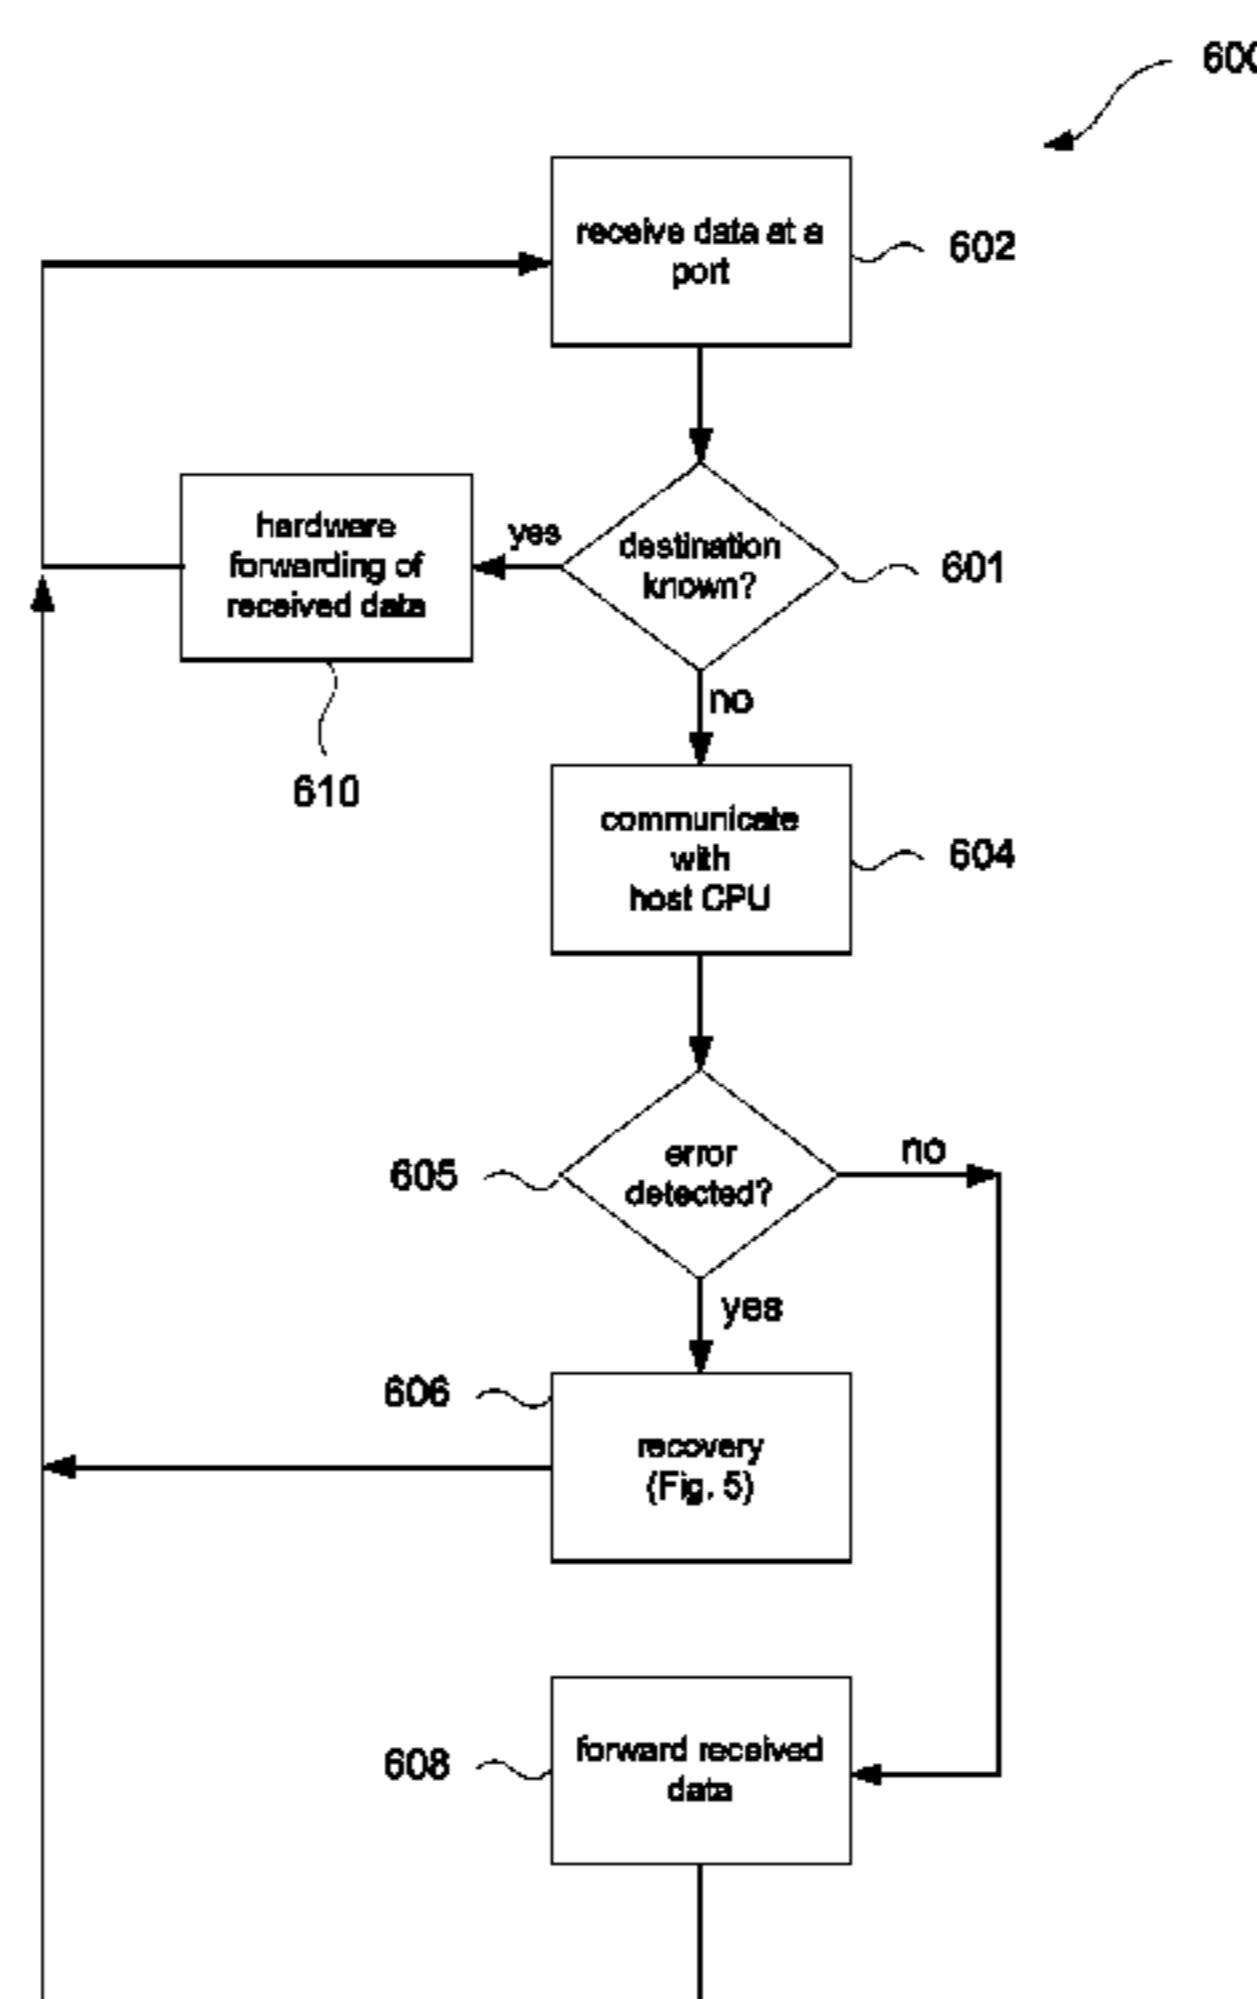 600
receive data at a
port
602
hardware
forwarding of
received data
yes
destination
known?
601
no
610
communicate
with
host CPU
604
605
error
detected?
no
yes
606
recovery
(Fig. 5)
608
forward received
data